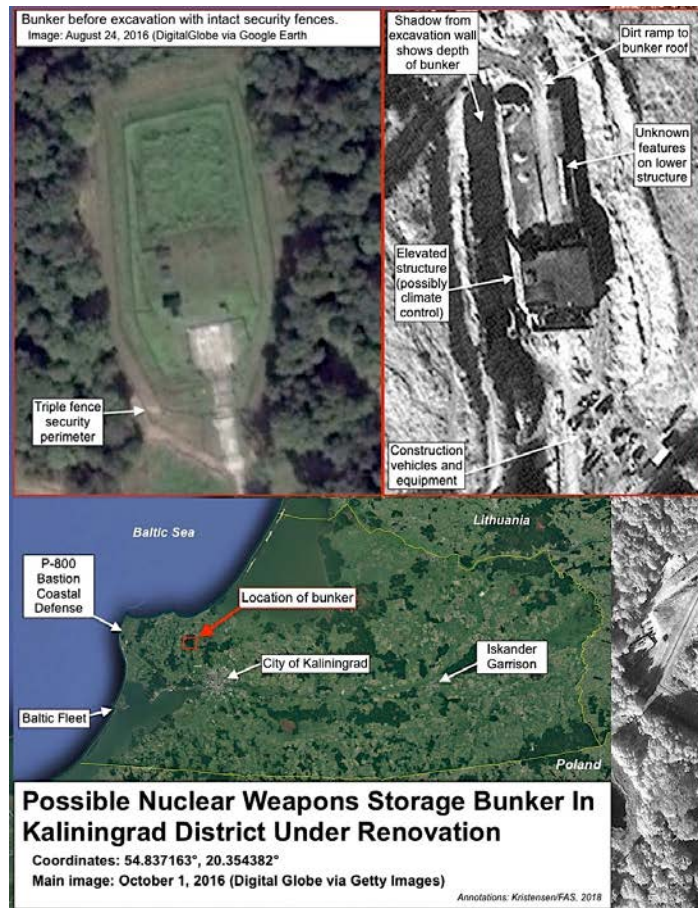 Bunker before excavation with intact security fences.
Image: August 24, 2016 (DigitalGlobe via Google Earth
Triple fence
security
perimeter
Shadow from
excavation wall
shows depth
of bunker
Dirt ramp to
bunker roof
Unknown
features
on lower
structure
Elevated
structure
(possibly
climate
control)
Construction
vehicles and
equipment
Baltic Sea
Lithuania
P-800
Bastion
Coastal
Defense
Location of bunker
City of Kaliningrad
Iskander
Garrison
Baltic Fleet
Poland
Possible Nuclear Weapons Storage Bunker In
Kaliningrad District Under Renovation
Coordinates: 54.837163°, 20.354382°
Main image: October 1, 2016 (Digital Globe via Getty Images)
Annotations: Kristensen/FAS, 2018